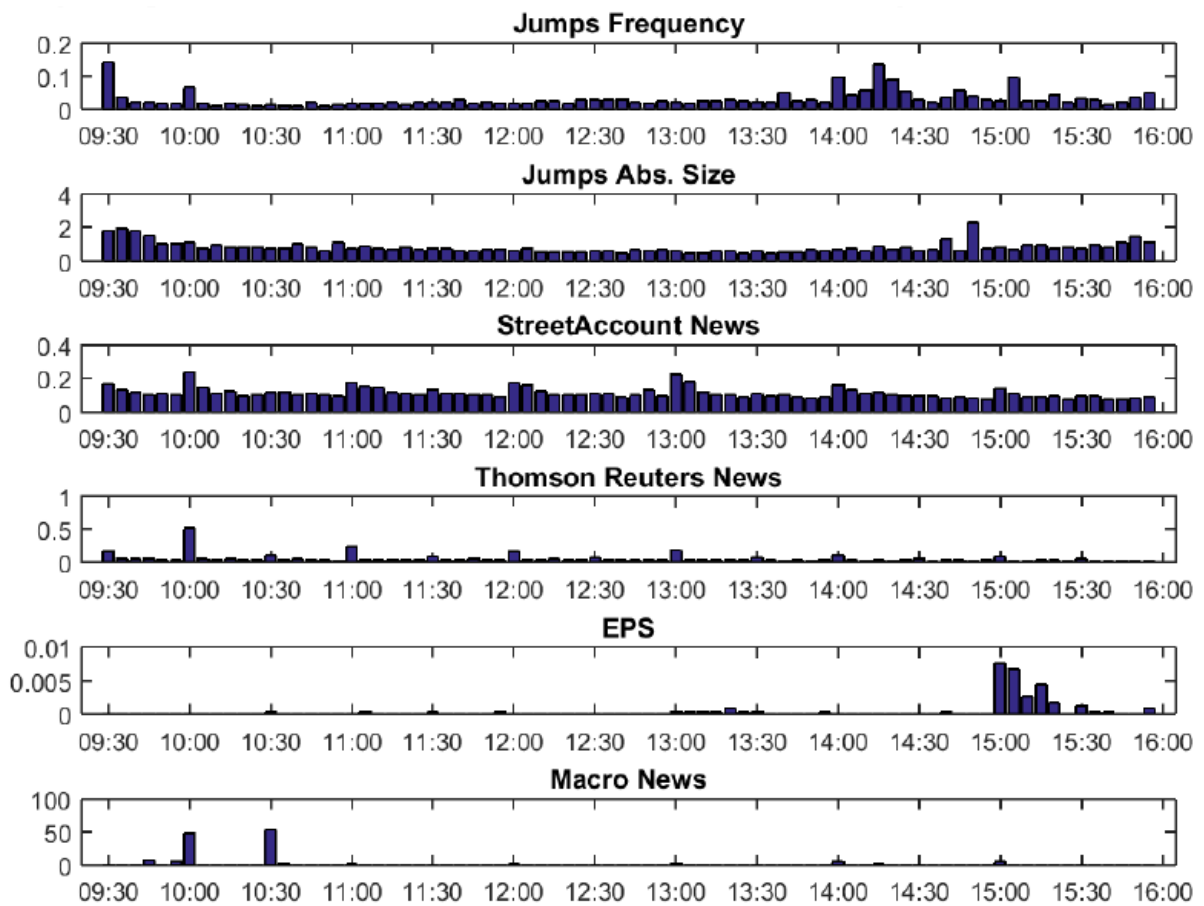 Jumps Frequency
0.2
0.1
0
09:30 10:00 10:30 11:00 11:30 12:00 12:30 13:00 13:30 14:00 14:30 15:00 15:30 16:00
Jumps Abs. Size
4
2
0
09:30 10:00 10:30 11:00 11:30 12:00 12:30 13:00 13:30 14:00 14:30 15:00 15:30 16:00
StreetAccount News
0.4
0.2
0
09:30 10:00 10:30 11:00 11:30 12:00 12:30 13:00 13:30 14:00 14:30 15:00 15:30 16:00
Thomson Reuters News
1
0.5
0
09:30 10:00 10:30 11:00 11:30 12:00 12:30 13:00 13:30 14:00 14:30 15:00 15:30 16:00
EPS
0.01
0.005
0
09:30 10:00 10:30 11:00 11:30 12:00 12:30 13:00 13:30 14:00 14:30 15:00 15:30 16:00
Macro News
100
50
0
09:30 10:00 10:30 11:00 11:30 12:00 12:30 13:00 13:30 14:00 14:30 15:00 15:30 16:00